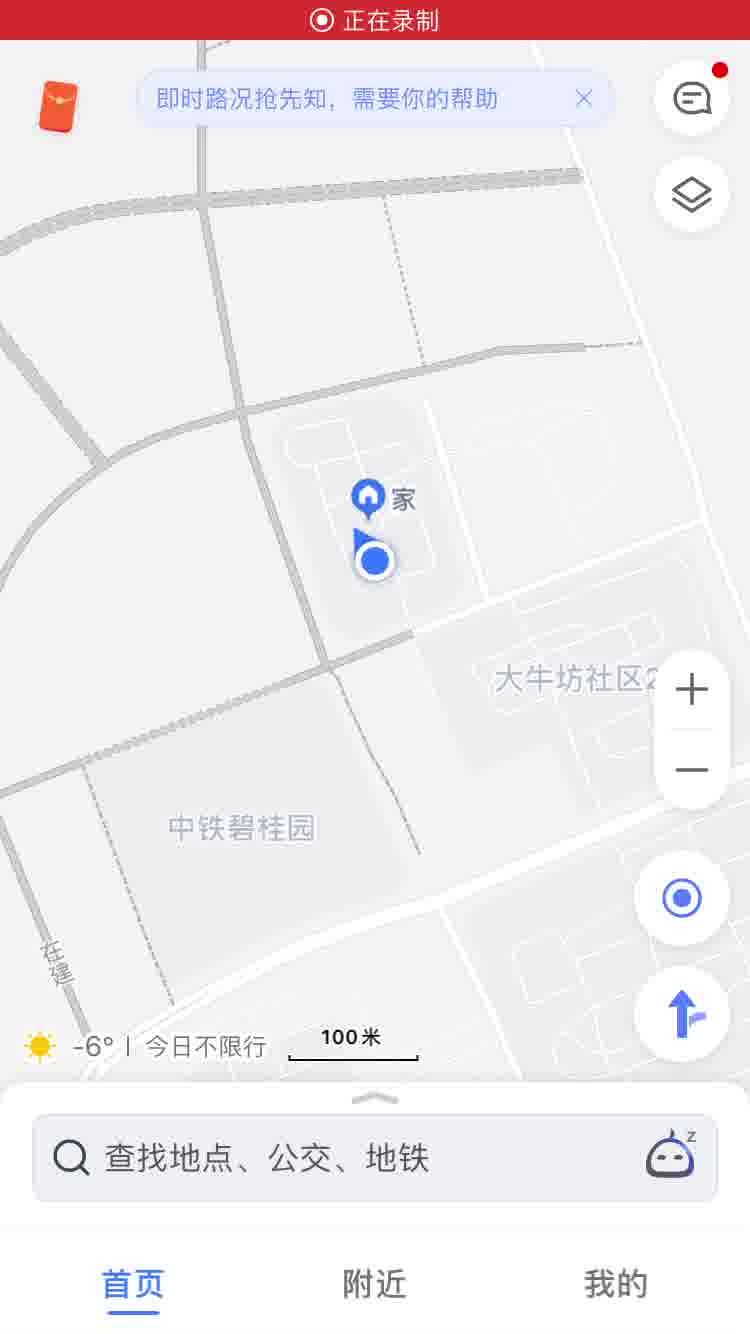 正在录制
即时路况抢先知，需要你的帮助
家
大牛坊社区2
中铁碧桂园
在建
-6° | 今日不限行
100米
查找地点、公交、地铁
z
首页
附近
我的